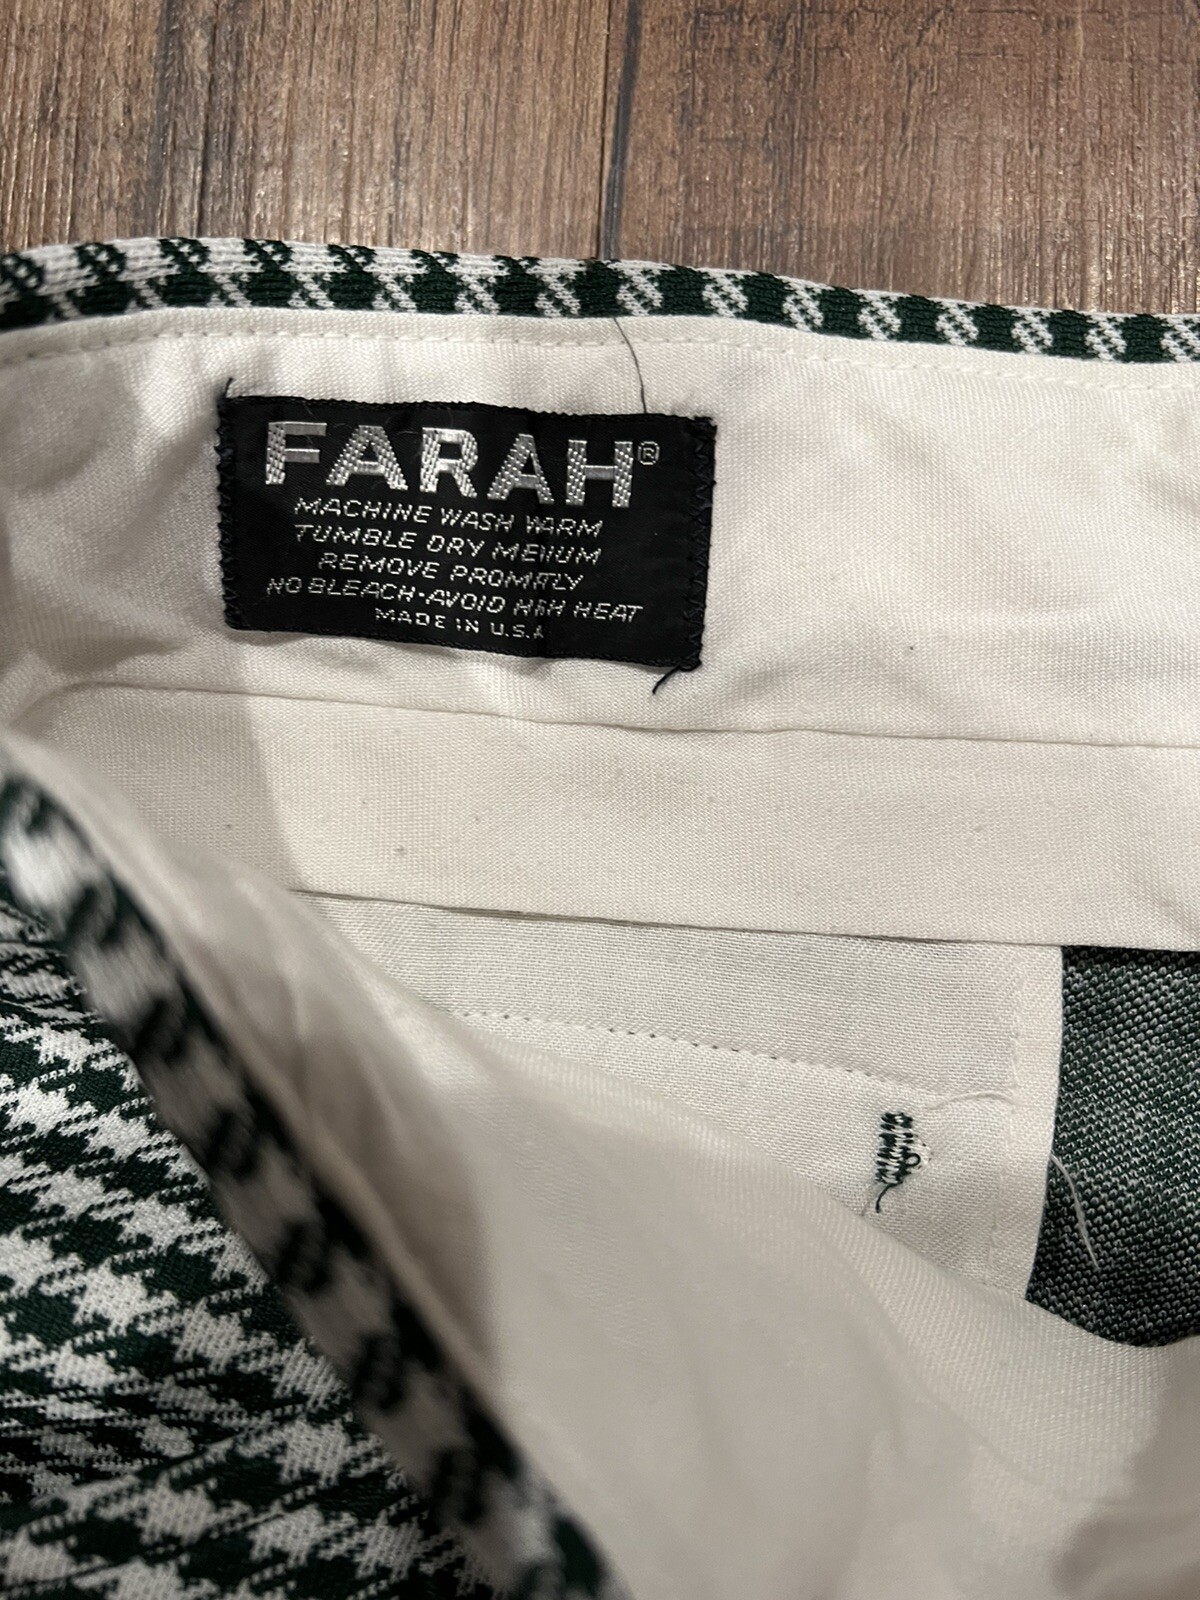 FARAH®
MACHINE WASH WARM
TUMBLE DRY MEDIUM
REMOVE PROMPTLY
NO BLEACH·AVOID HIGH HEAT
MADE IN U.S.A